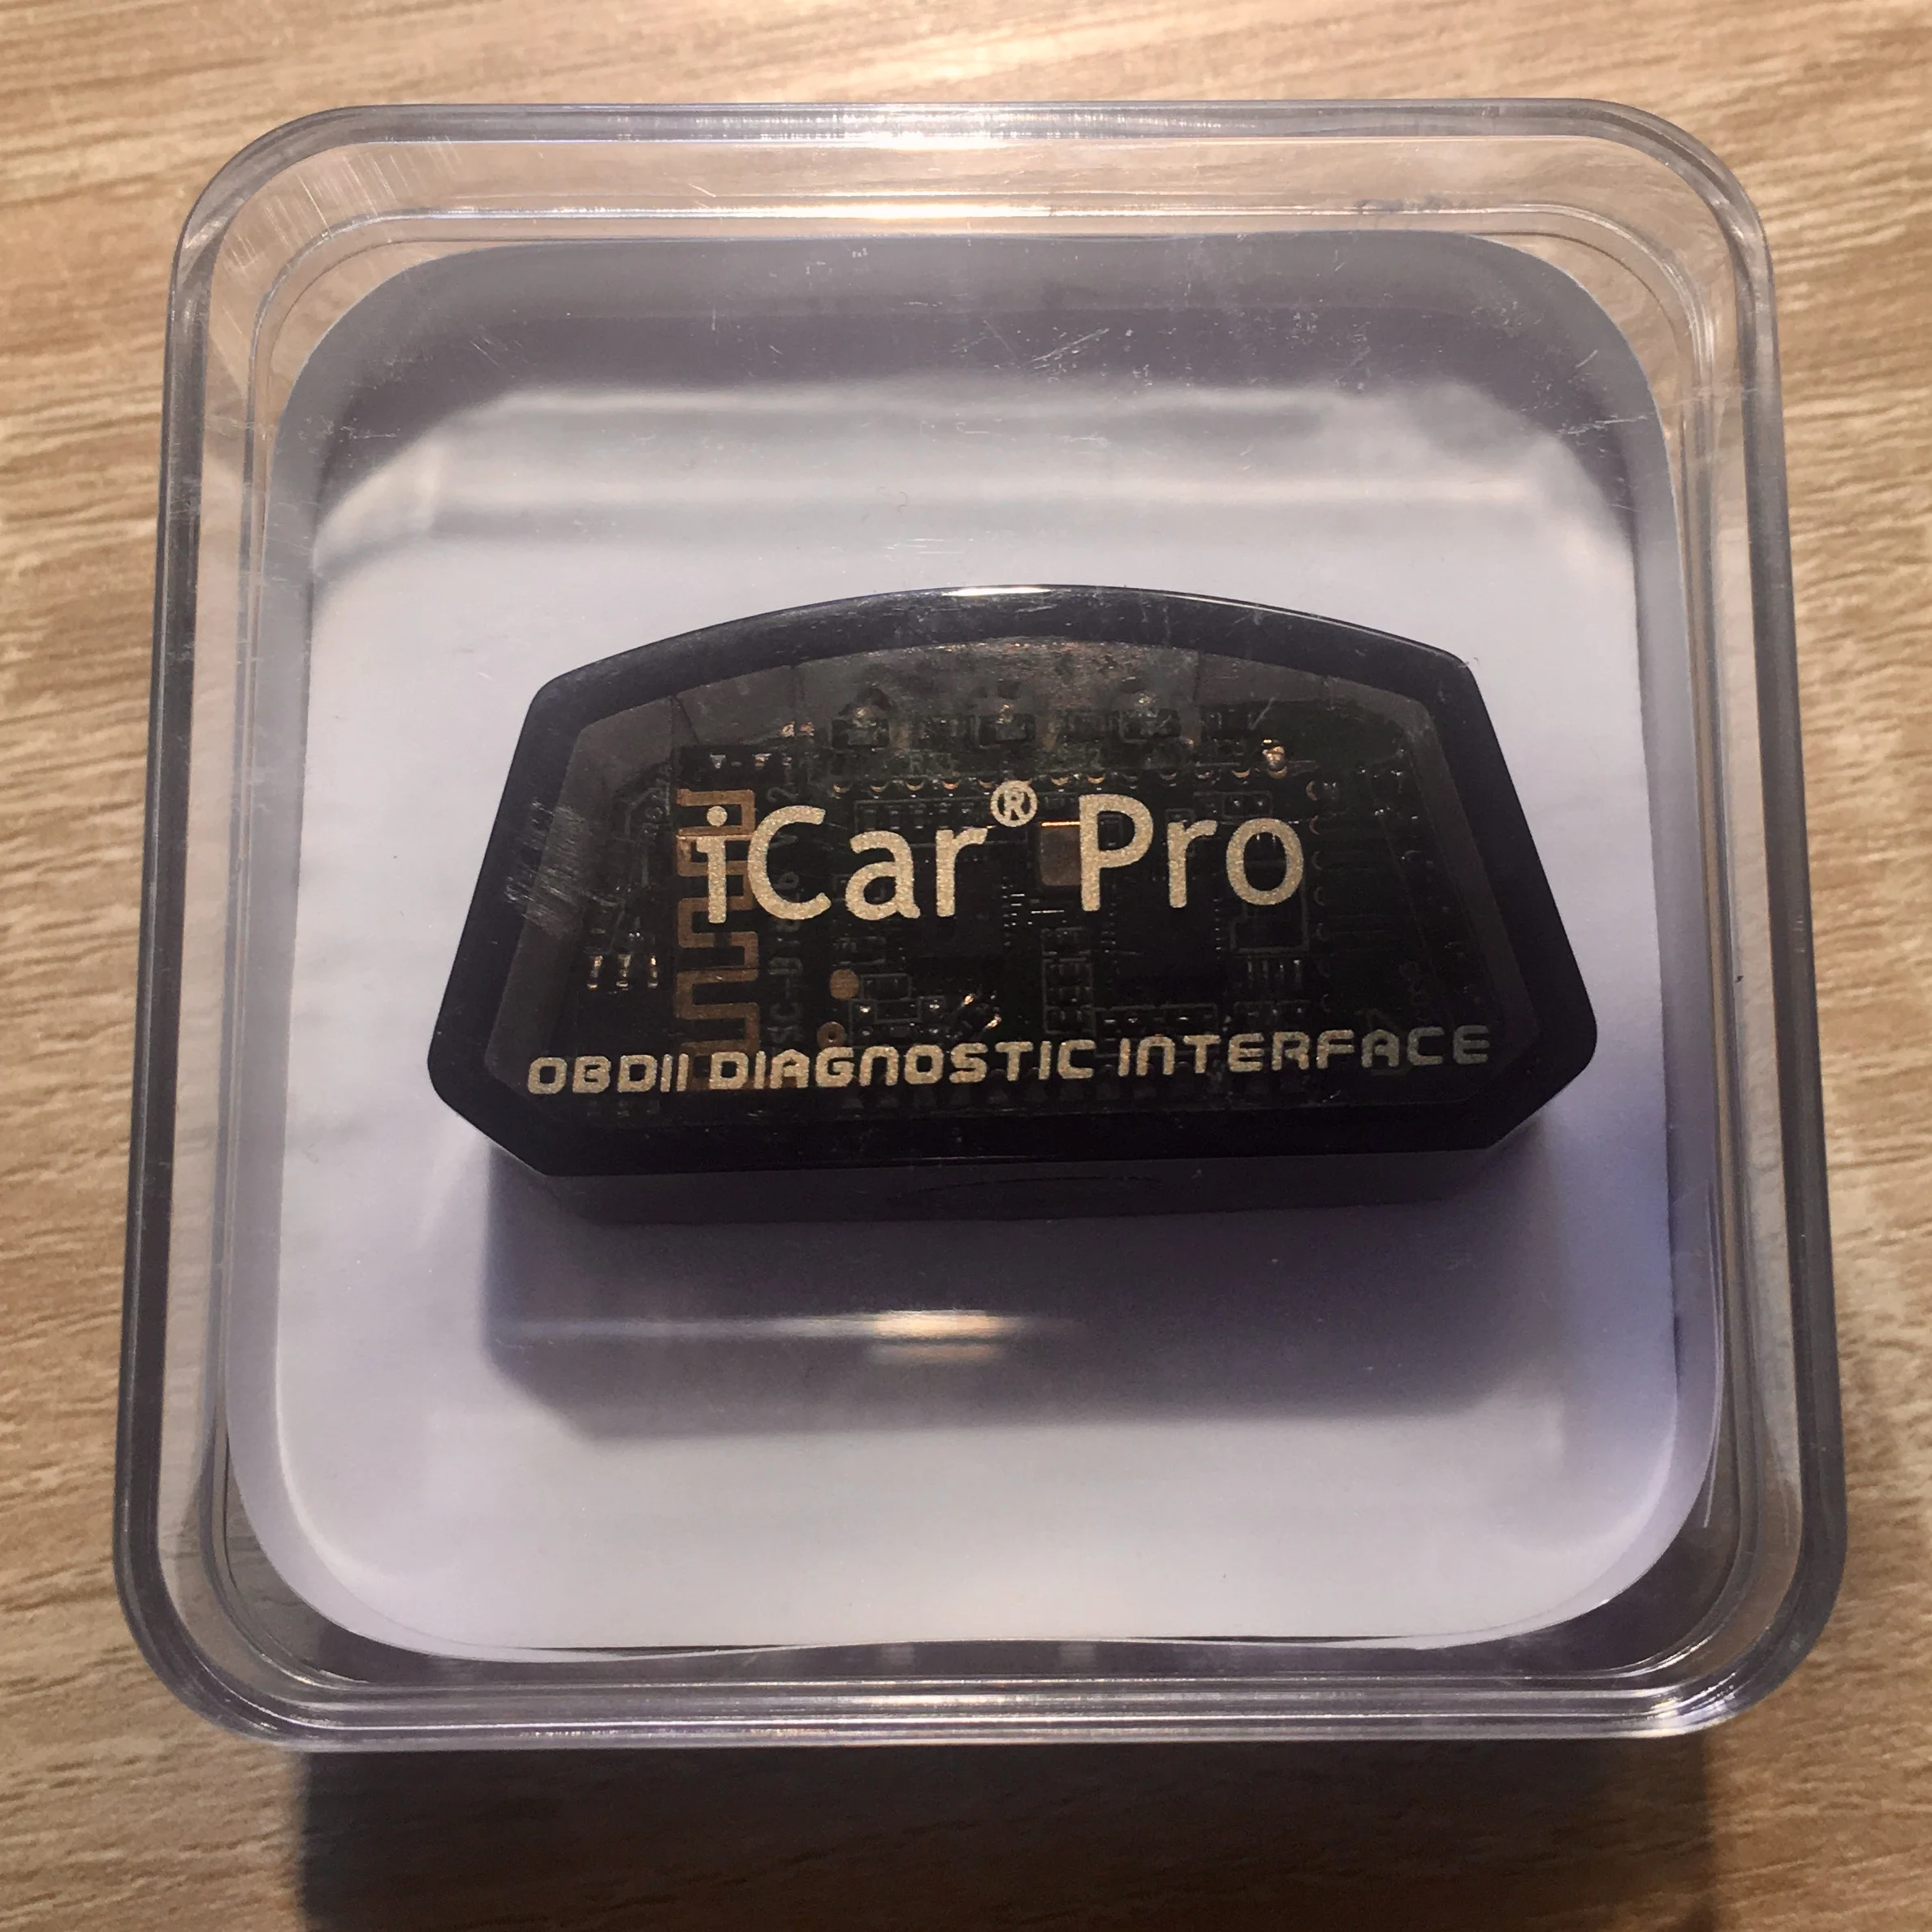 iCar® Pro
OBDII DIAGNOSTIC INTERFACE